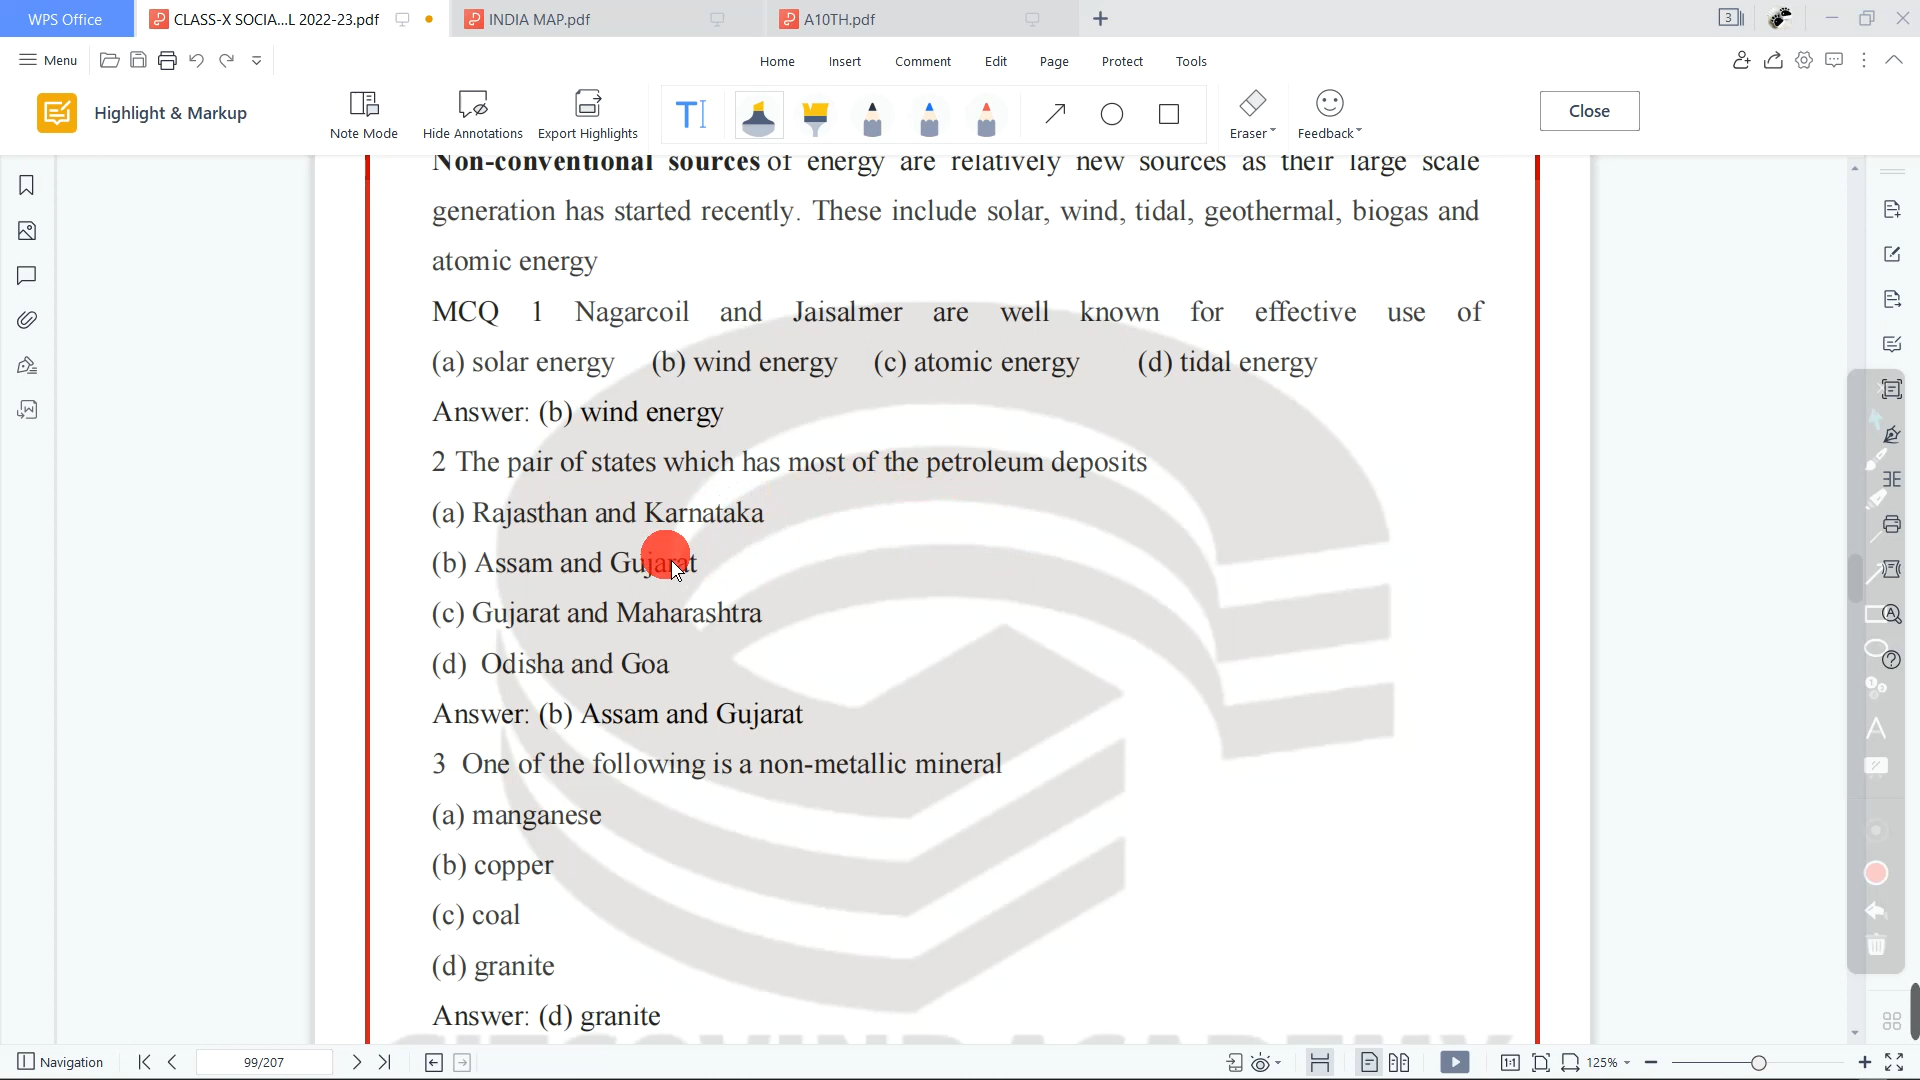 WPS Office
CLASS-X SOCIA...L 2022-23.pdf
INDIA MAP.pdf
A10TH.pdf
3
Menu
Home Insert Comment Edit Page Protect Tools
Highlight & Markup
Note Mode Hide Annotations Export Highlights
Eraser Feedback
Close
Non-conventional sources of energy are relatively new sources as their large scale
generation has started recently. These include solar, wind, tidal, geothermal, biogas and
atomic energy
MCQ 1 Nagarcoil and Jaisalmer are well known for effective use of
(a) solar energy (b) wind energy (c) atomic energy (d) tidal energy
Answer: (b) wind energy
2 The pair of states which has most of the petroleum deposits
(a) Rajasthan and Karnataka
(b) Assam and Gujarat
(c) Gujarat and Maharashtra
(d) Odisha and Goa
Answer: (b) Assam and Gujarat
3 One of the following is a non-metallic mineral
(a) manganese
(b) copper
(c) coal
(d) granite
Answer: (d) granite
Navigation
99/207
125%